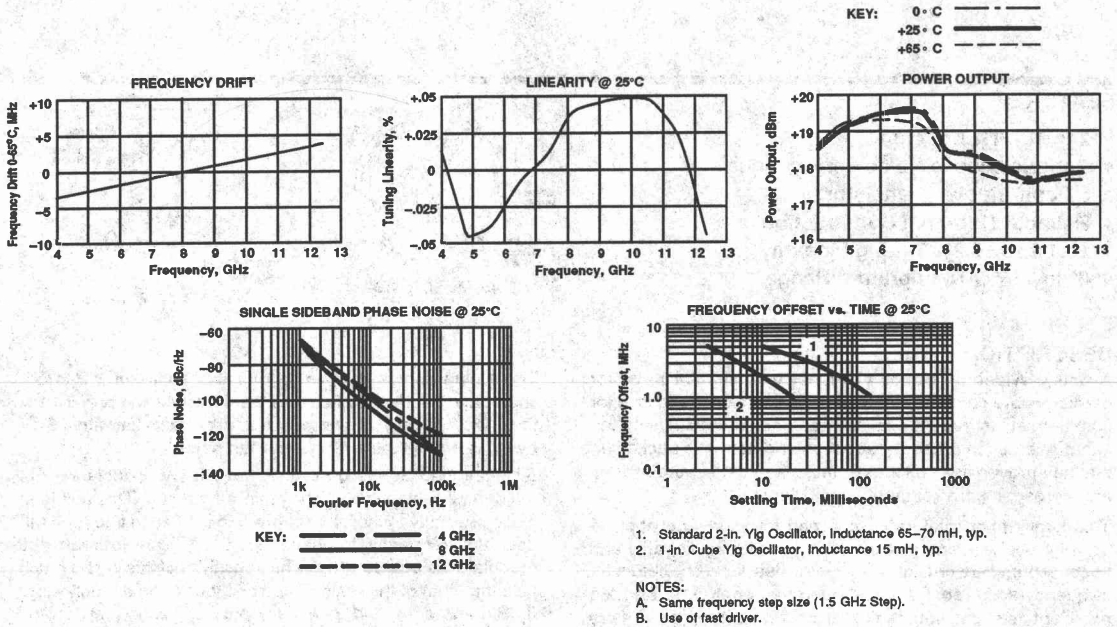 KEY: 0° C
+25° C
+65° C
FREQUENCY DRIFT
Frequency Drift 0-65°C, MHz
+10
+5
0
−5
−10
4 5 6 7 8 9 10 11 12 13
Frequency, GHz
LINEARITY @ 25°C
Tuning Linearity, %
+.05
+.025
0
−.025
−.05
4 5 6 7 8 9 10 11 12 13
Frequency, GHz
POWER OUTPUT
Power Output, dBm
+20
+19
+18
+17
+16
4 5 6 7 8 9 10 11 12 13
Frequency, GHz
SINGLE SIDEBAND PHASE NOISE @ 25°C
Phase Noise, dBc/Hz
−60
−80
−100
−120
−140
1k 10k 100k 1M
Fourier Frequency, Hz
KEY: 4 GHz
8 GHz
12 GHz
FREQUENCY OFFSET vs. TIME @ 25°C
Frequency Offset, MHz
10
1.0
0.1
1
2
1 10 100 1000
Settling Time, Milliseconds
1. Standard 2-in. Yig Oscillator, Inductance 65–70 mH, typ.
2. 1-in. Cube Yig Oscillator, Inductance 15 mH, typ.
NOTES:
A. Same frequency step size (1.5 GHz Step).
B. Use of fast driver.